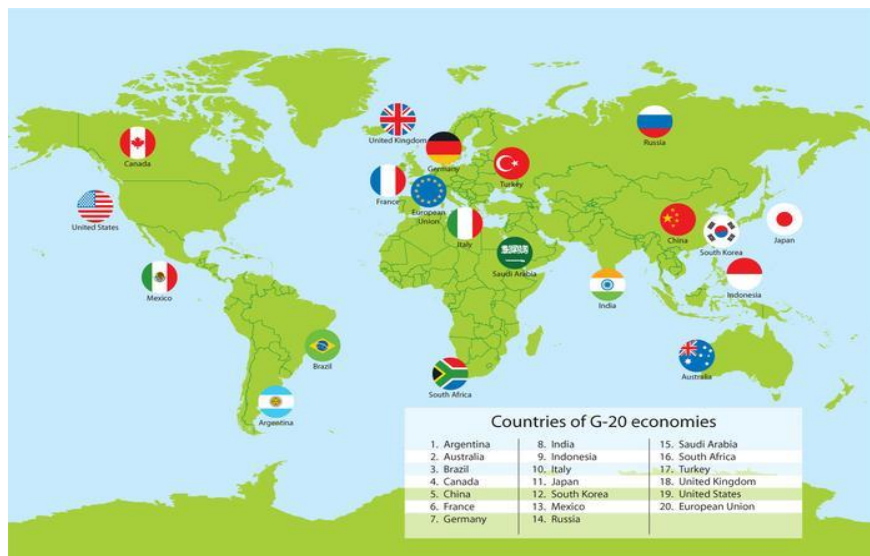 United Kingdom
Canada
Germany
Russia
Turkey
France
European
Union
United States
Italy
China
South Korea
Japan
Saudi Arabia
Mexico
India
Indonesia
Brazil
South Africa
Australia
Argentina
Countries of G-20 economies
1. Argentina
2. Australia
3. Brazil
4. Canada
5. China
6. France
7. Germany
8. India
9. Indonesia
10. Italy
11. Japan
12. South Korea
13. Mexico
14. Russia
15. Saudi Arabia
16. South Africa
17. Turkey
18. United Kingdom
19. United States
20. European Union